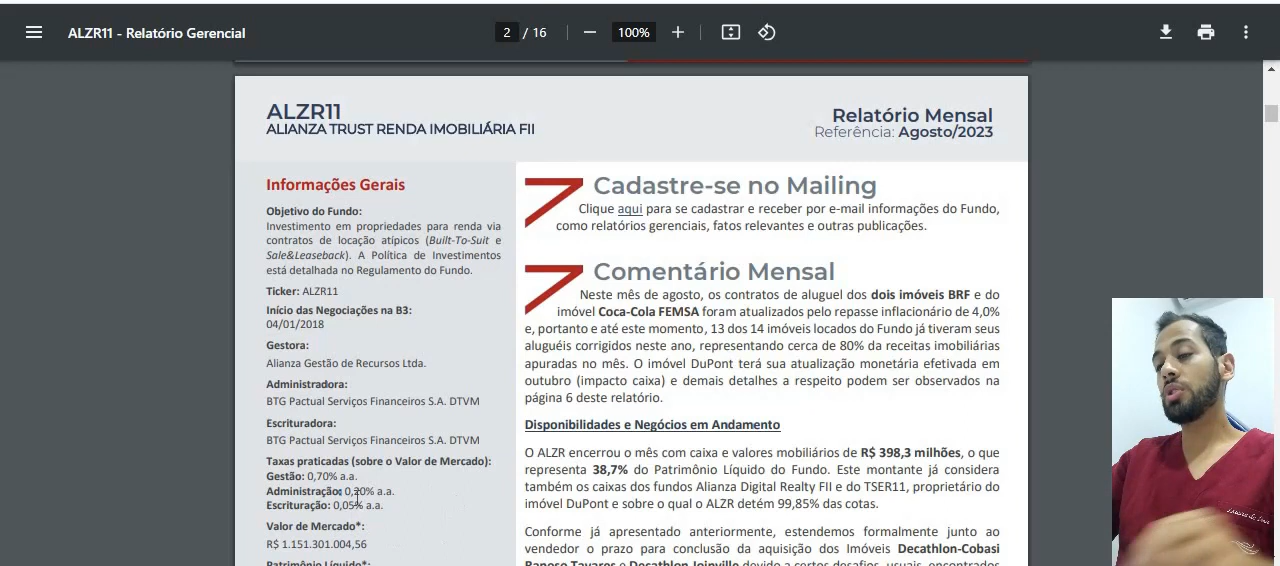 ALZR11 - Relatório Gerencial
2 / 16
100%
ALZR11
ALIANZA TRUST RENDA IMOBILIÁRIA FII
Relatório Mensal
Referência: Agosto/2023
Informações Gerais
Objetivo do Fundo:
Investimento em propriedades para renda via
contratos de locação atípicos (Built-To-Suit e
Sale&Leaseback). A Política de Investimentos
está detalhada no Regulamento do Fundo.
Ticker: ALZR11
Início das Negociações na B3:
04/01/2018
Gestora:
Alianza Gestão de Recursos Ltda.
Administradora:
BTG Pactual Serviços Financeiros S.A. DTVM
Escrituradora:
BTG Pactual Serviços Financeiros S.A. DTVM
Taxas praticadas (sobre o Valor de Mercado):
Gestão: 0,70% a.a.
Administração: 0,20% a.a.
Escrituração: 0,05% a.a.
Valor de Mercado*:
R$ 1.151.301.004,56
Patrimônio Líquido*:
Cadastre-se no Mailing
Clique aqui para se cadastrar e receber por e-mail informações do Fundo,
como relatórios gerenciais, fatos relevantes e outras publicações.
Comentário Mensal
Neste mês de agosto, os contratos de aluguel dos dois imóveis BRF e do
imóvel Coca-Cola FEMSA foram atualizados pelo repasse inflacionário de 4,0%
e, portanto e até este momento, 13 dos 14 imóveis locados do Fundo já tiveram seus
aluguéis corrigidos neste ano, representando cerca de 80% da receitas imobiliárias
apuradas no mês. O imóvel DuPont terá sua atualização monetária efetivada em
outubro (impacto caixa) e demais detalhes a respeito podem ser observados na
página 6 deste relatório.
Disponibilidades e Negócios em Andamento
O ALZR encerrou o mês com caixa e valores mobiliários de R$ 398,3 milhões, o que
representa 38,7% do Patrimônio Líquido do Fundo. Este montante já considera
também os caixas dos fundos Alianza Digital Realty FII e do TSER11, proprietário do
imóvel DuPont e sobre o qual o ALZR detém 99,85% das cotas.
Conforme já apresentado anteriormente, estendemos formalmente junto ao
vendedor o prazo para conclusão da aquisição dos Imóveis Decathlon-Cobasi
Raposo Tavares e Decathlon Joinville devido a certos desafios, usuais, encontrados